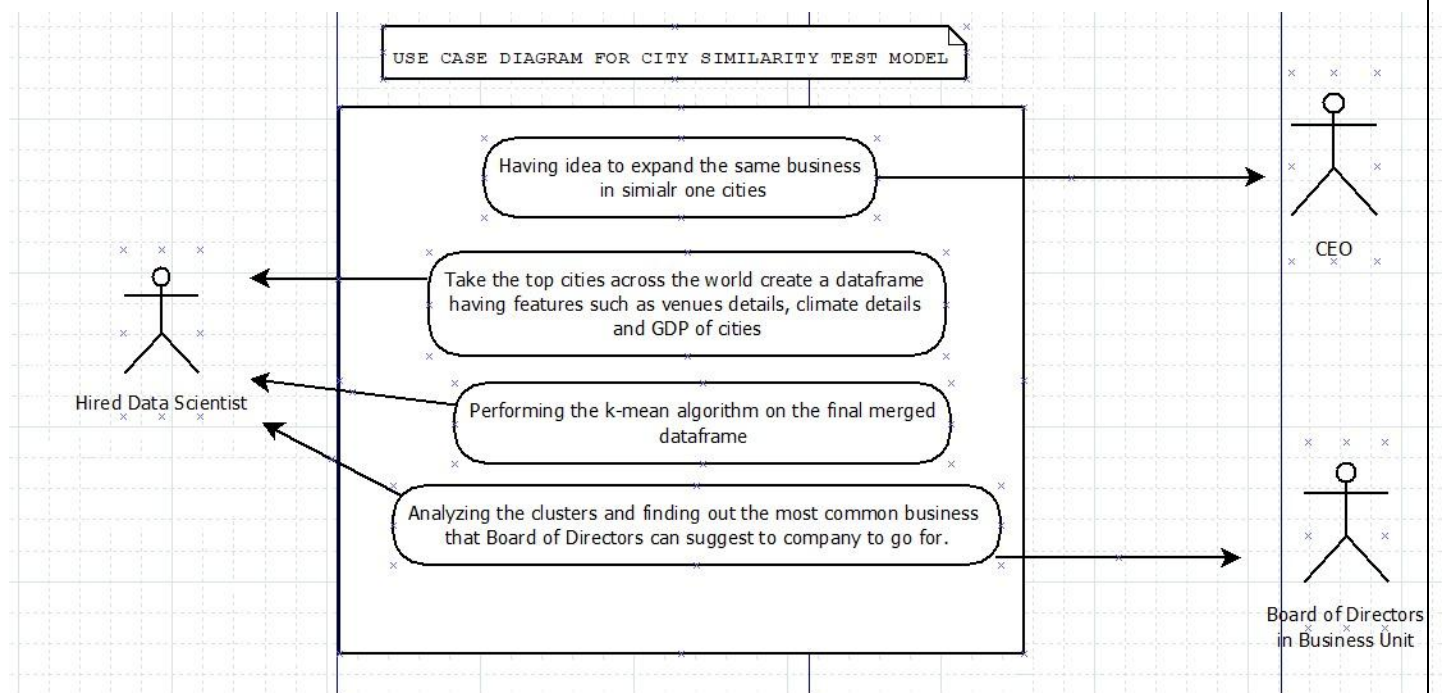 USE CASE DIAGRAM FOR CITY SIMILARITY TEST MODEL
Having idea to expand the same business
in simialr one cities
CEO
Take the top cities across the world create a dataframe
having features such as venues details, climate details
and GDP of cities
Hired Data Scientist
Performing the k-mean algorithm on the final merged
dataframe
Analyzing the clusters and finding out the most common business
that Board of Directors can suggest to company to go for.
Board of Directors
in Business Unit